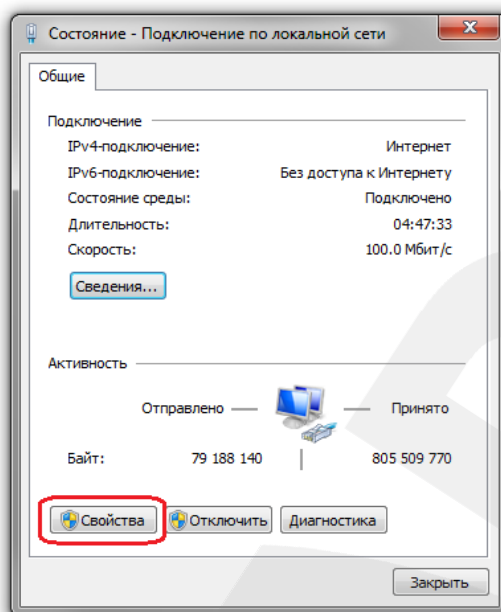 Состояние - Подключение по локальной сети
Общие
Подключение
IPv4-подключение: Интернет
IPv6-подключение: Без доступа к Интернету
Состояние среды: Подключено
Длительность: 04:47:33
Скорость: 100.0 Мбит/с
Сведения...
Активность
Отправлено — — Принято
Байт: 79 188 140 | 805 509 770
Свойства Отключить Диагностика
Закрыть